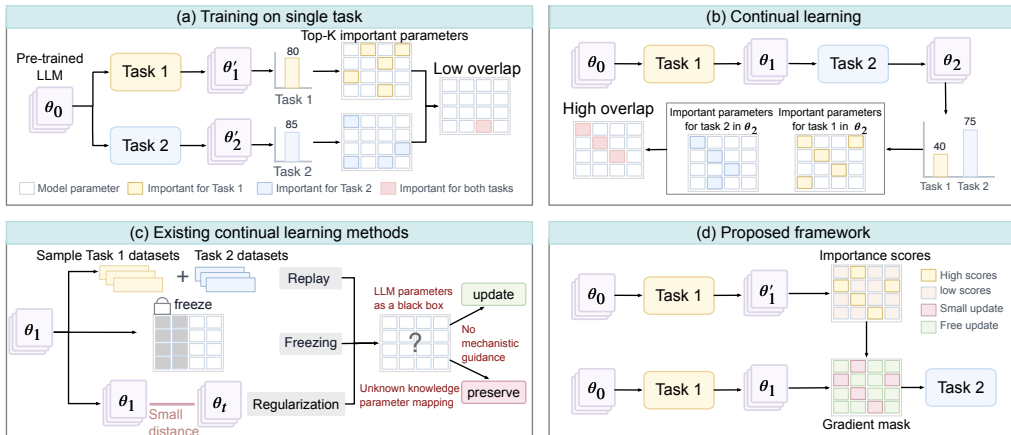 (a) Training on single task
Top-K important parameters
Pre-trained
LLM
θ0
Task 1
θ′1
80
Task 1
Low overlap
Task 2
θ′2
85
Task 2
Model parameter
Important for Task 1
Important for Task 2
Important for both tasks
(b) Continual learning
θ0
Task 1
θ1
Task 2
θ2
High overlap
Important parameters
for task 2 in θ2
Important parameters
for task 1 in θ2
75
40
Task 1
Task 2
(c) Existing continual learning methods
Sample Task 1 datasets
Task 2 datasets
+
Replay
freeze
θ1
Freezing
LLM parameters
as a black box
update
?
No
mechanistic
guidance
Unknown knowledge
parameter mapping
preserve
θ1
θt
Small
distance
Regularization
(d) Proposed framework
Importance scores
θ0
Task 1
θ′1
High scores
low scores
Small update
Free update
θ0
Task 1
θ1
Task 2
Gradient mask